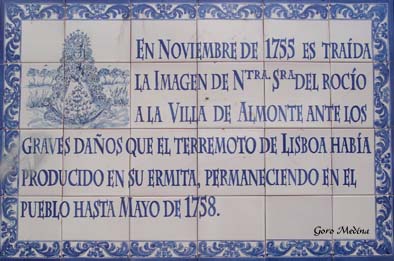 En Noviembre de 1755 es traída
la Imagen de Ntra. Sra. del Rocío
a la Villa de Almonte ante los
graves daños que el terremoto de Lisboa había
producido en su ermita, permaneciendo en el
pueblo hasta Mayo de 1758.
Goro Medina